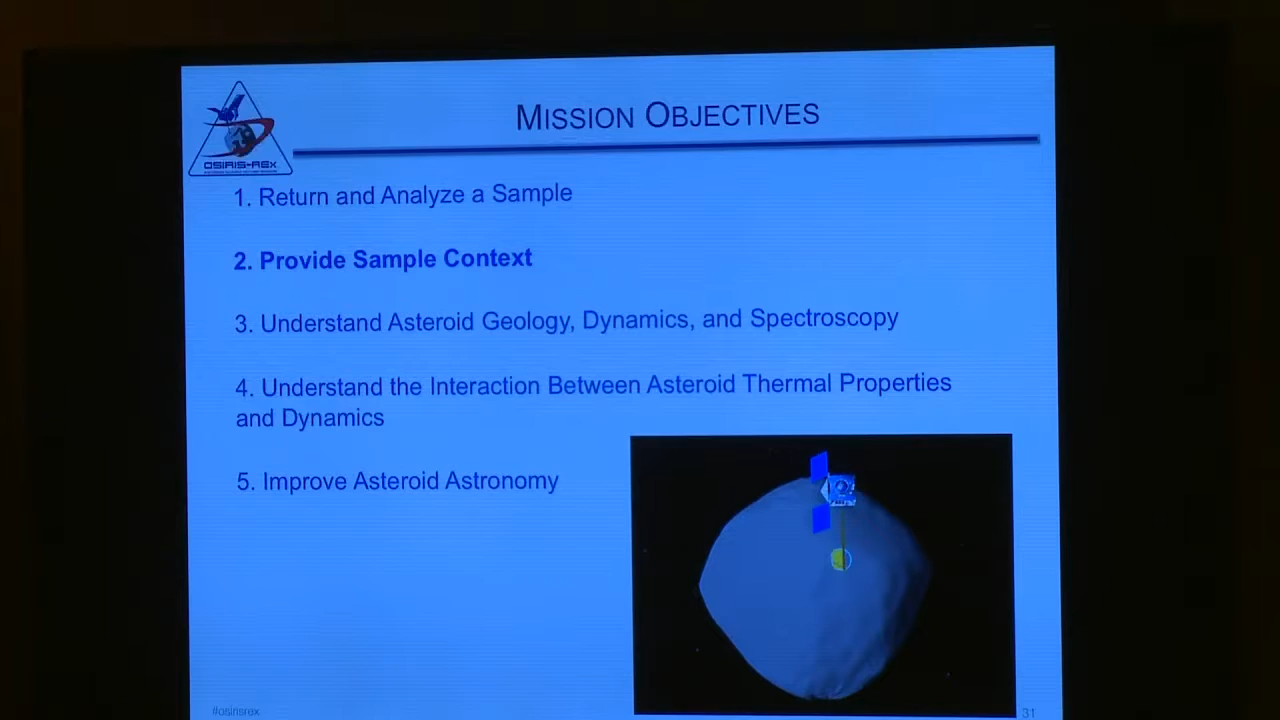 MISSION OBJECTIVES
OSIRIS-REx
1. Return and Analyze a Sample
2. Provide Sample Context
3. Understand Asteroid Geology, Dynamics, and Spectroscopy
4. Understand the Interaction Between Asteroid Thermal Properties
and Dynamics
5. Improve Asteroid Astronomy
#osirisrex
31